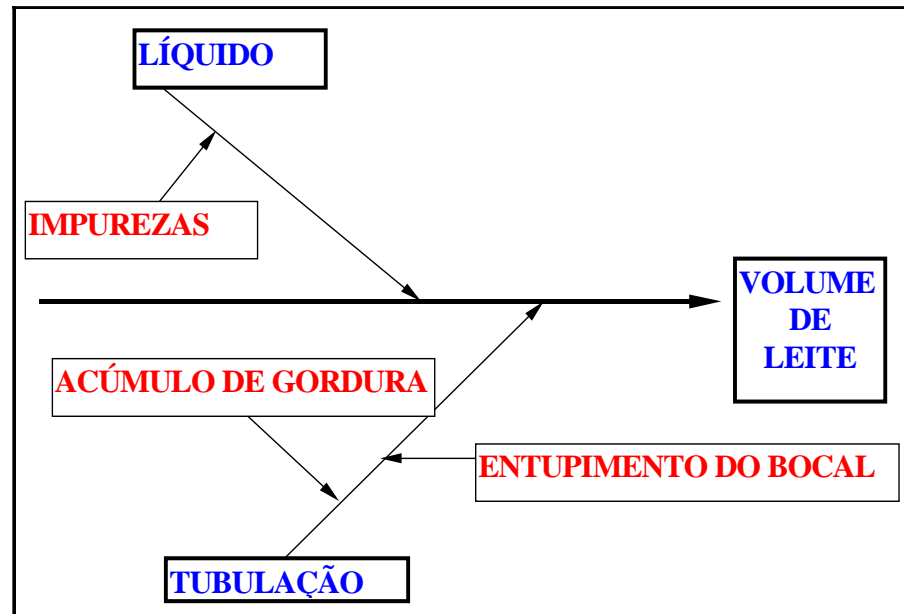 LÍQUIDO
IMPUREZAS
VOLUME
DE
LEITE
ACÚMULO DE GORDURA
ENTUPIMENTO DO BOCAL
TUBULAÇÃO